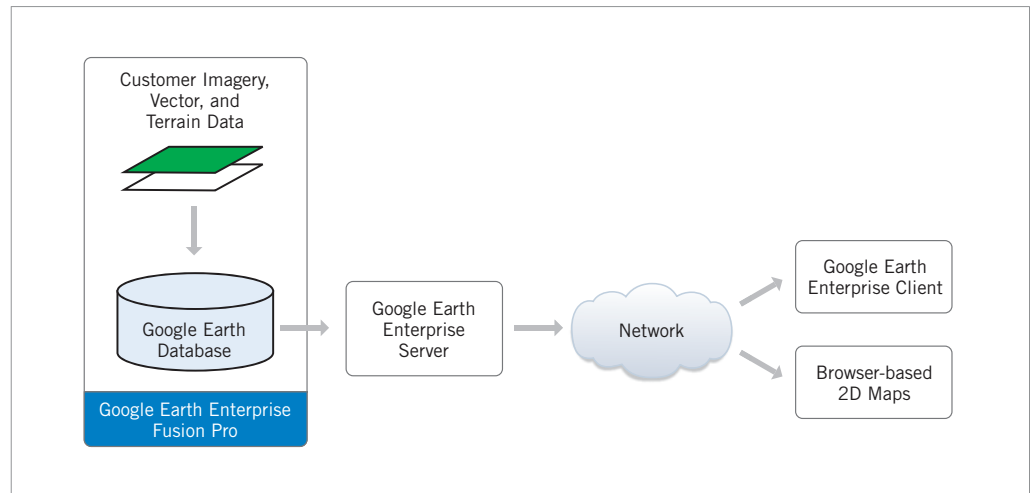 Customer Imagery,
Vector, and
Terrain Data
Google Earth
Database
Google Earth Enterprise
Fusion Pro
Google Earth
Enterprise
Server
Network
Google Earth
Enterprise Client
Browser-based
2D Maps